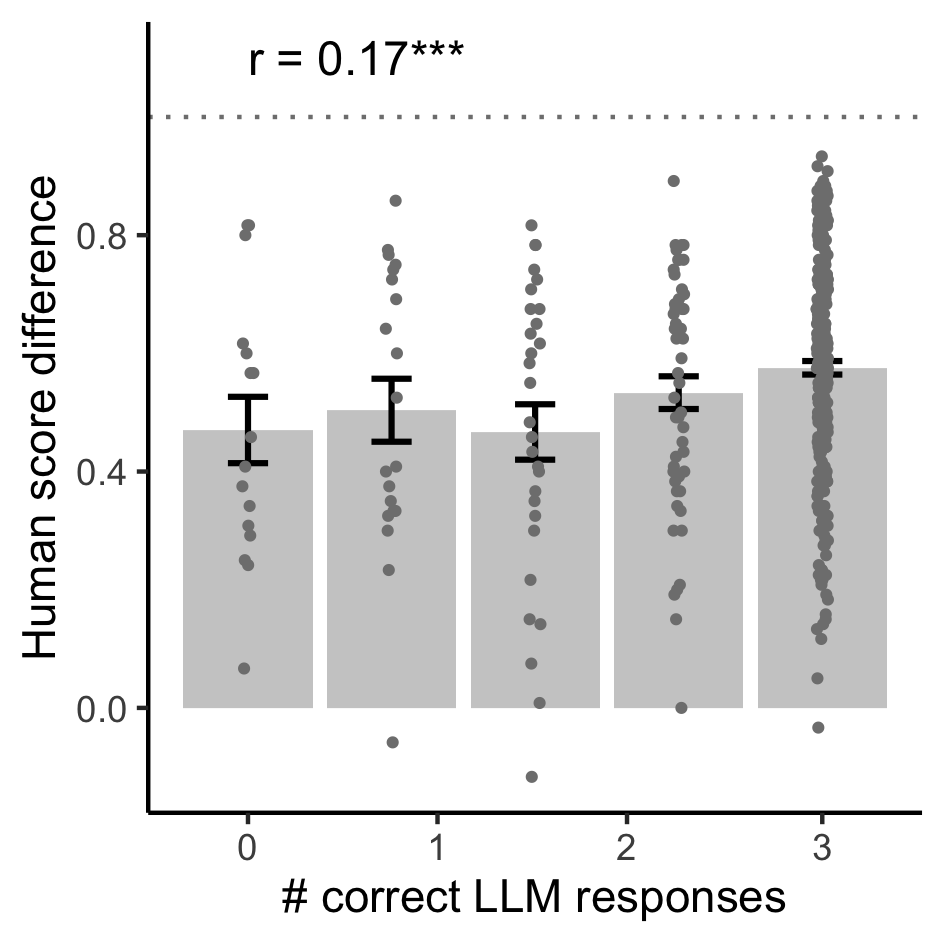 r = 0.17***
Human score difference
0.8
0.4
0.0
0 1 2 3
# correct LLM responses